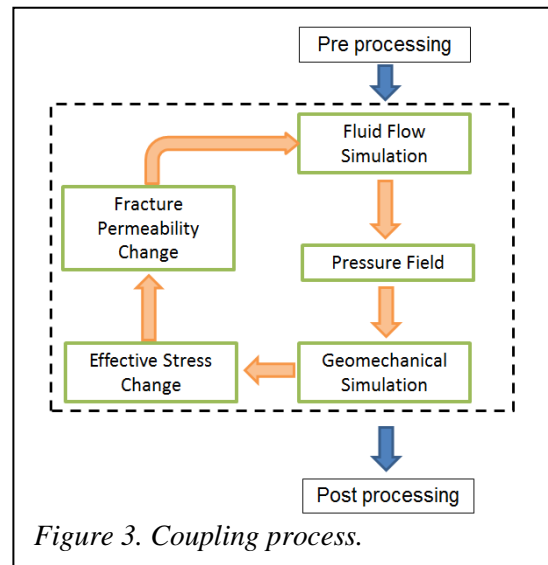 Pre processing
Fluid Flow
Simulation
Fracture
Permeability
Change
Pressure Field
Effective Stress
Change
Geomechanical
Simulation
Post processing
Figure 3. Coupling process.